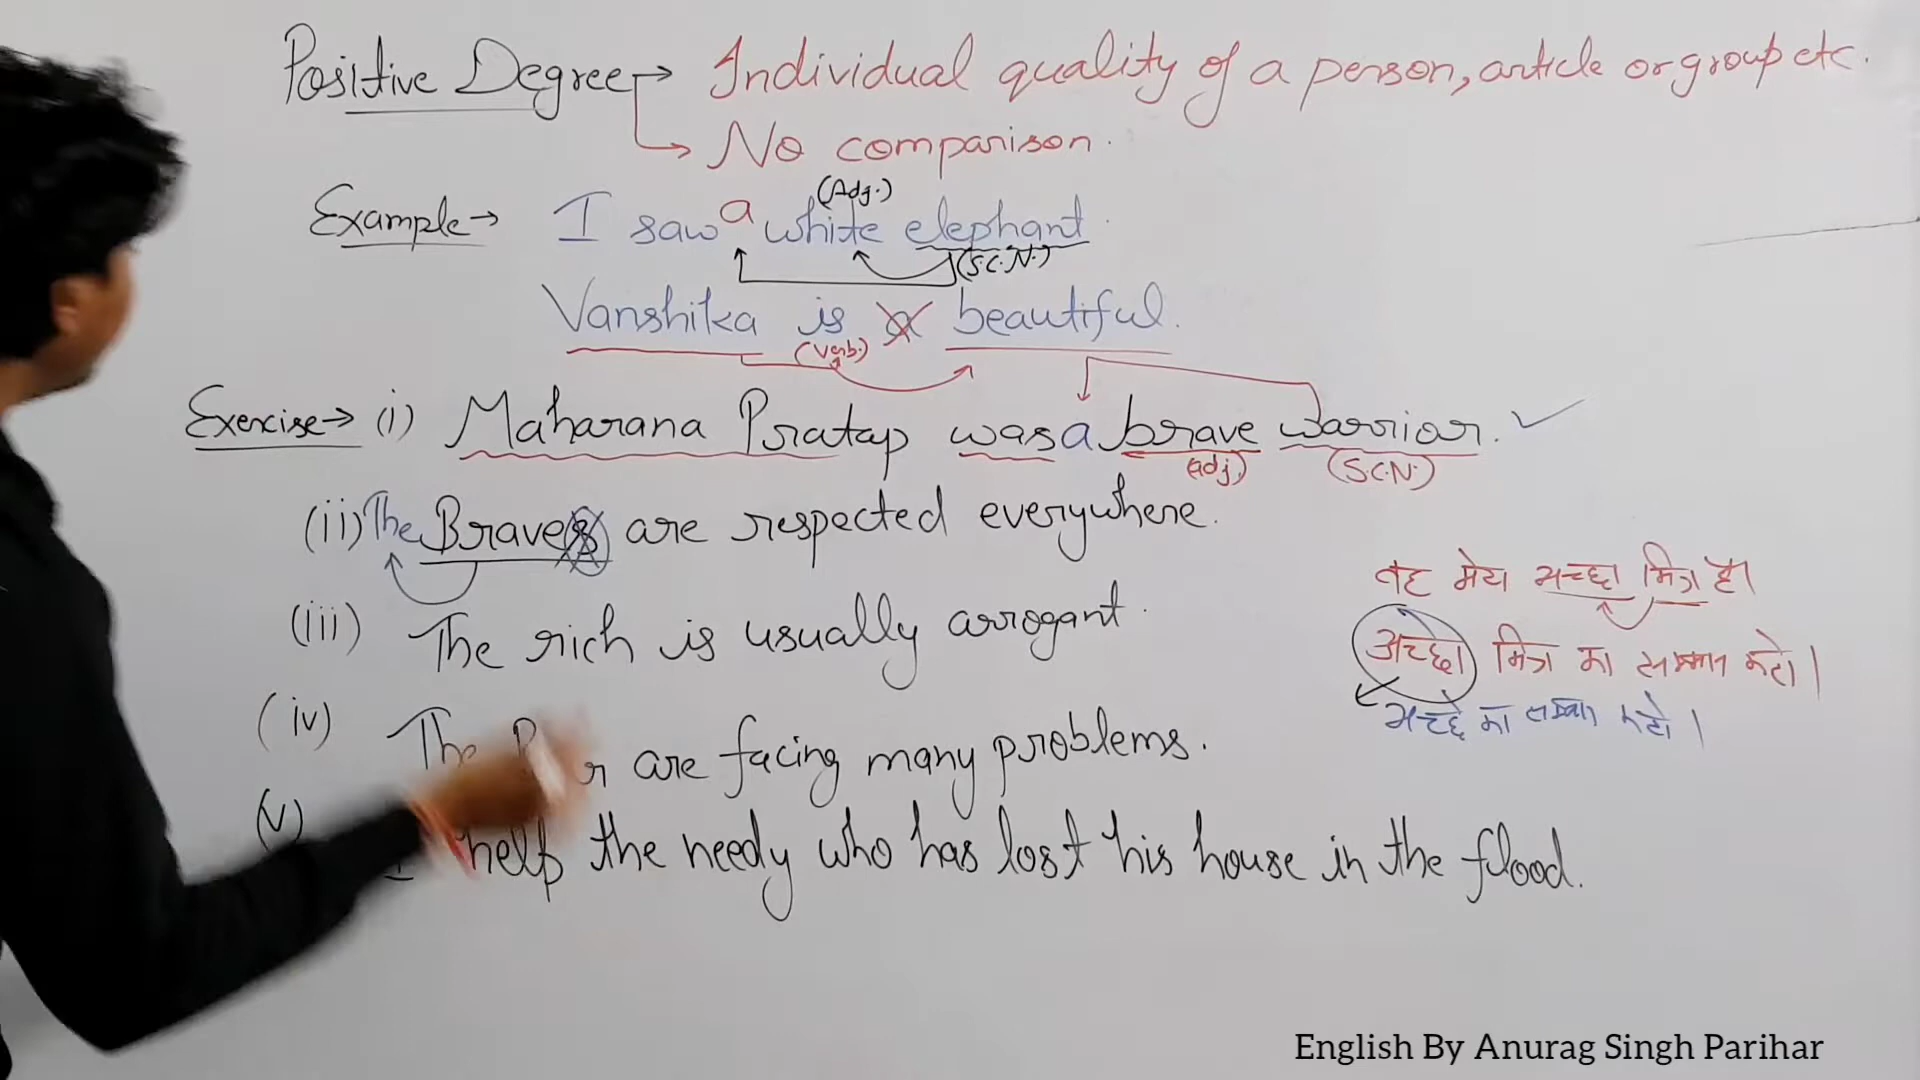 Positive Degree → Individual quality of a person, article or group etc.
→ No comparison.
(Adj.)
Example → I saw a white elephant.
(S.C.N.)
Vanshika is a beautiful.
(Verb.)
Exercise → (i) Maharana Pratap was a brave warrior. ✓
(adj.) (S.C.N.)
(ii) The Braves are respected everywhere.
(iii) The rich is usually arrogant.
(iv) The are facing many problems.
(v) I help the needy who has lost his house in the flood.
वह मेरा सच्चा मित्र है।
अच्छे मित्र का सम्मान करो।
अच्छे का सम्मान करो।
English By Anurag Singh Parihar